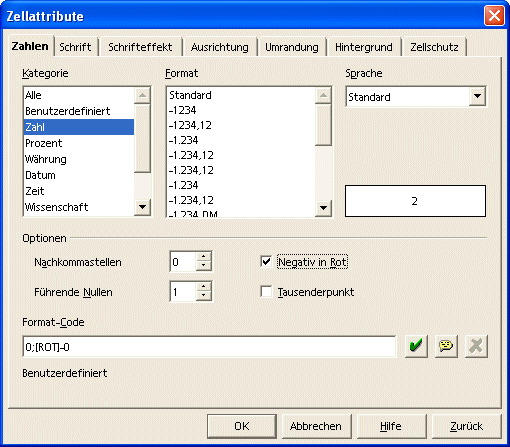 Zellattribute
Zahlen Schrift Schrifteffekt Ausrichtung Umrandung Hintergrund Zellschutz
Kategorie Format Sprache
Alle
Benutzerdefiniert
Zahl
Prozent
Währung
Datum
Zeit
Wissenschaft
Standard
-1234
-1234,12
-1.234
-1.234,12
-1.234,12
-1.234
-1.234,12
-1.234 DM
Standard
2
Optionen
Nachkommastellen 0 Negativ in Rot
Führende Nullen 1 Tausenderpunkt
Format-Code
0;[ROT]-0
Benutzerdefiniert
OK Abbrechen Hilfe Zurück